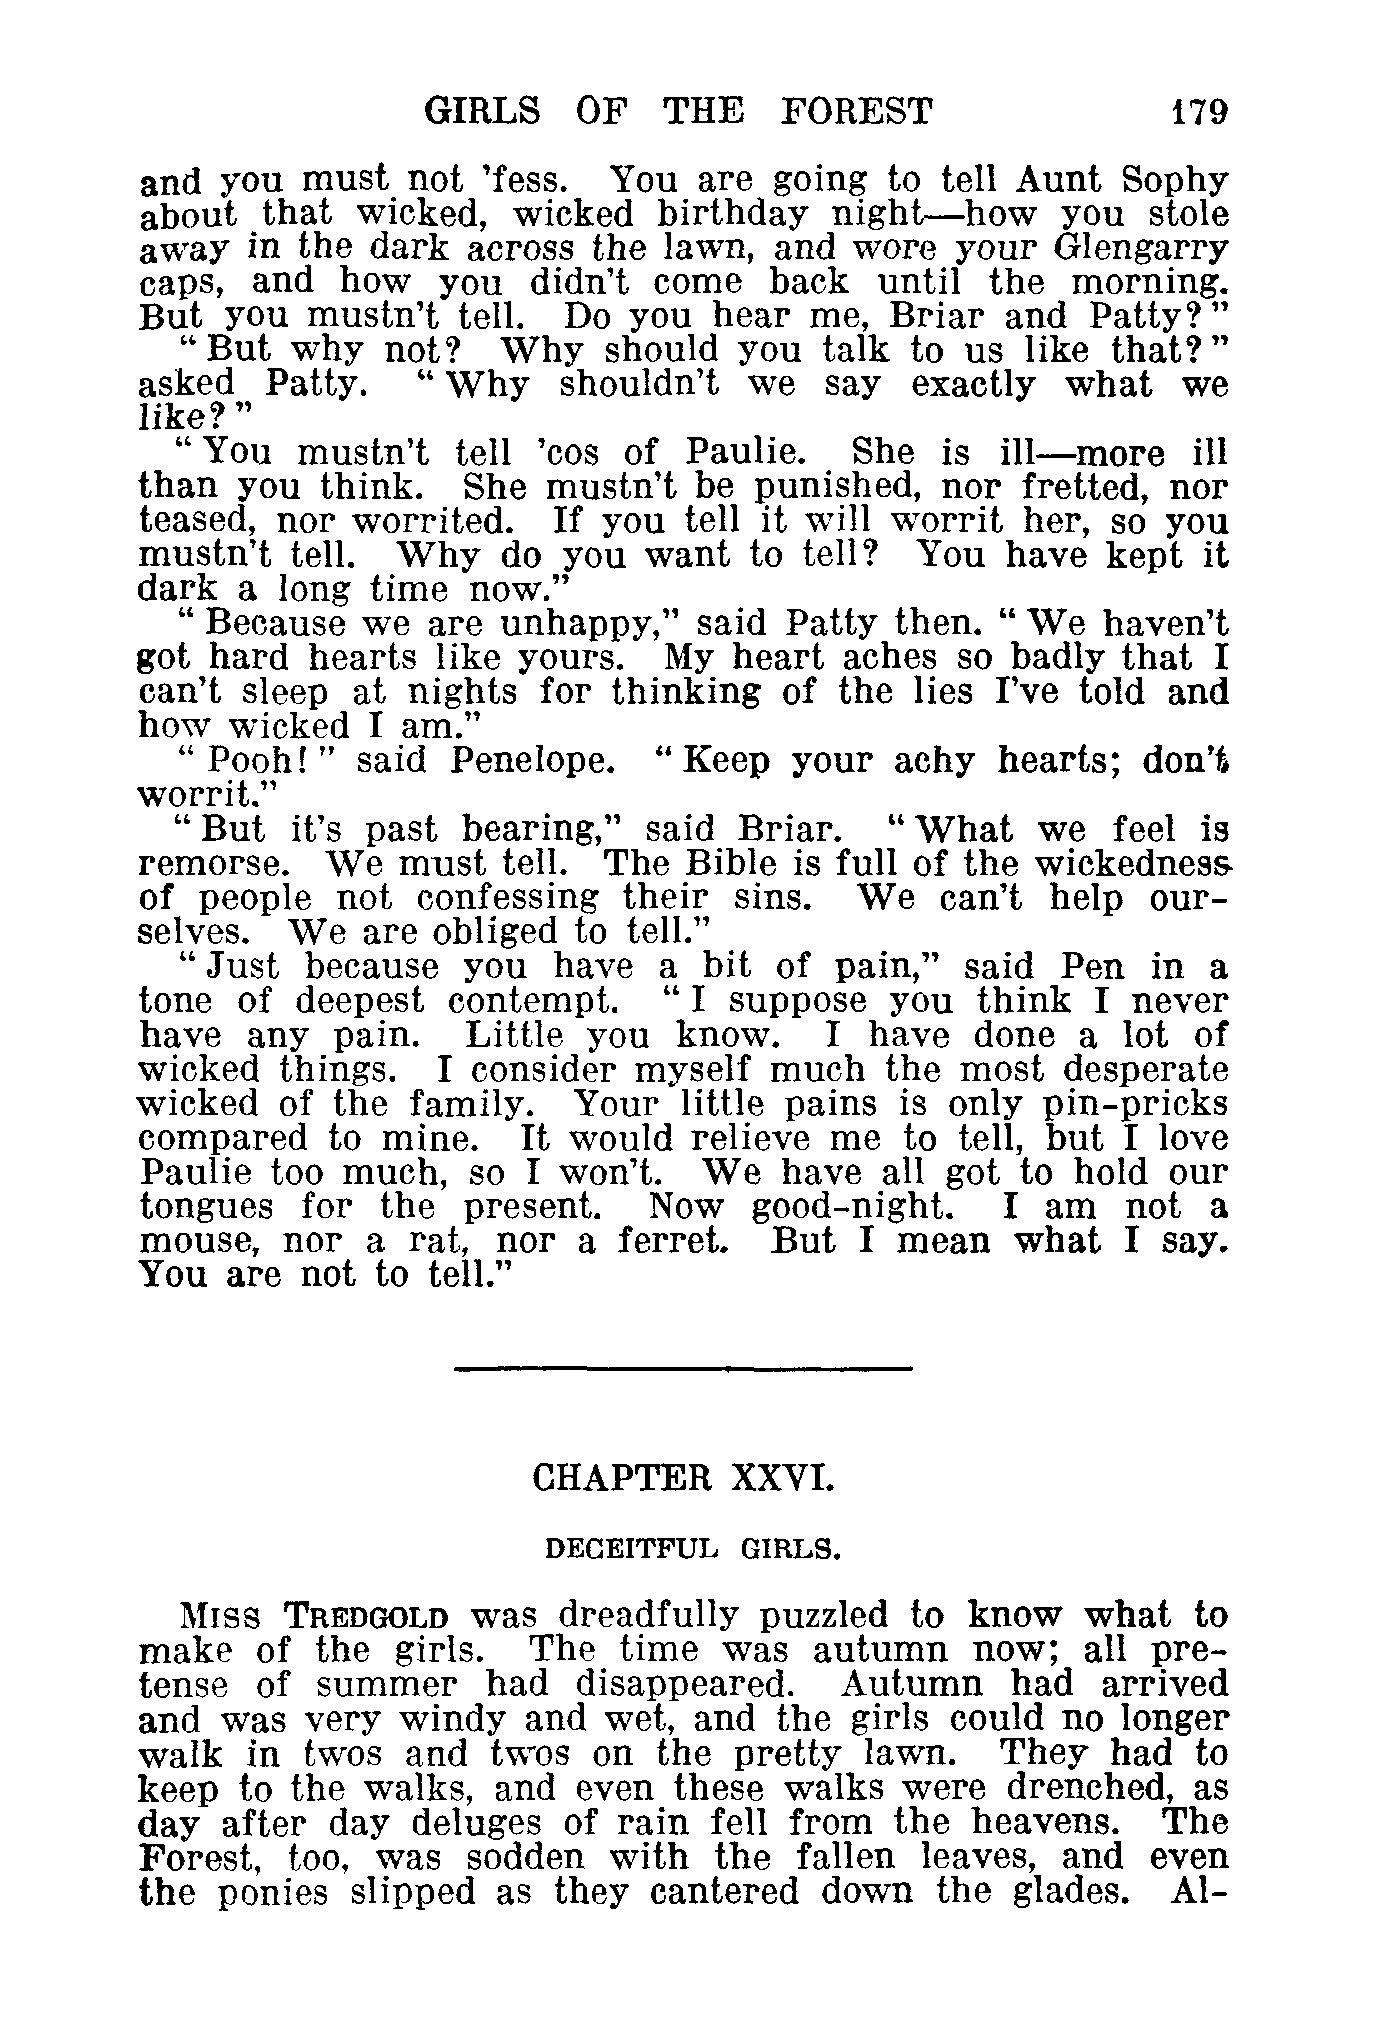 GIRLS OF THE FOREST 179
and you must not ’fess. You are going to tell Aunt Sophy
about that wicked, wicked birthday night—how you stole
away in the dark across the lawn, and wore your Glengarry
caps, and how you didn’t come back until the morning.
But you mustn’t tell. Do you hear me, Briar and Patty?”
“But why not? Why should you talk to us like that?”
asked Patty. “Why shouldn’t we say exactly what we
like?”
“You mustn’t tell ’cos of Paulie. She is ill—more ill
than you think. She mustn’t be punished, nor fretted, nor
teased, nor worrited. If you tell it will worrit her, so you
mustn’t tell. Why do you want to tell? You have kept it
dark a long time now.”
“Because we are unhappy,” said Patty then. “We haven’t
got hard hearts like yours. My heart aches so badly that I
can’t sleep at nights for thinking of the lies I’ve told and
how wicked I am.”
“Pooh!” said Penelope. “Keep your achy hearts; don’t
worrit.”
“But it’s past bearing,” said Briar. “What we feel is
remorse. We must tell. The Bible is full of the wickedness
of people not confessing their sins. We can’t help our-
selves. We are obliged to tell.”
“Just because you have a bit of pain,” said Pen in a
tone of deepest contempt. “I suppose you think I never
have any pain. Little you know. I have done a lot of
wicked things. I consider myself much the most desperate
wicked of the family. Your little pains is only pin-pricks
compared to mine. It would relieve me to tell, but I love
Paulie too much, so I won’t. We have all got to hold our
tongues for the present. Now good-night. I am not a
mouse, nor a rat, nor a ferret. But I mean what I say.
You are not to tell.”
CHAPTER XXVI.
DECEITFUL GIRLS.
MISS TREDGOLD was dreadfully puzzled to know what to
make of the girls. The time was autumn now; all pre-
tense of summer had disappeared. Autumn had arrived
and was very windy and wet, and the girls could no longer
walk in twos and twos on the pretty lawn. They had to
keep to the walks, and even these walks were drenched, as
day after day deluges of rain fell from the heavens. The
Forest, too, was sodden with the fallen leaves, and even
the ponies slipped as they cantered down the glades. Al-